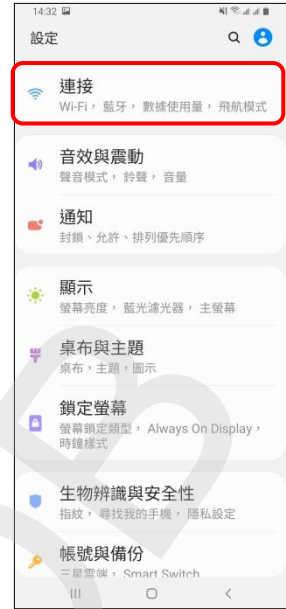 14:32
設定
連接
Wi-Fi， 藍牙， 數據使用量， 飛航模式
音效與震動
聲音模式， 鈴聲， 音量
通知
封鎖、允許、排列優先順序
顯示
螢幕亮度， 藍光濾光器， 主螢幕
桌布與主題
桌布，主題，圖示
鎖定螢幕
螢幕鎖定類型， Always On Display，
時鐘樣式
生物辨識與安全性
指紋， 尋找我的手機， 隱私設定
帳號與備份
三星雲端， Smart Switch